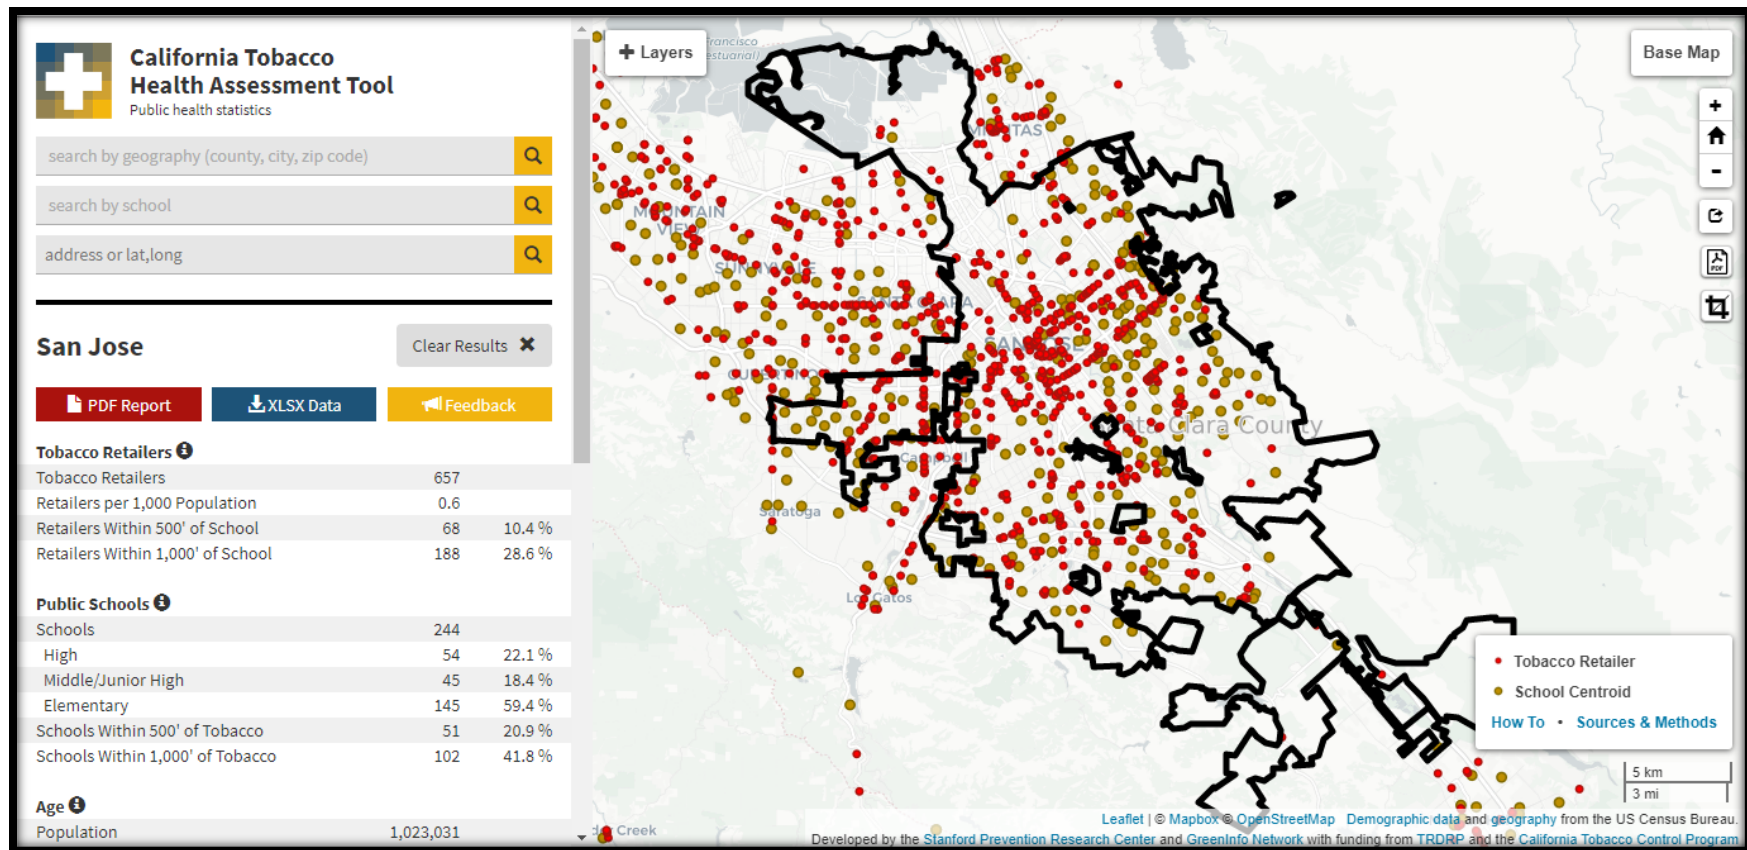 California Tobacco
Health Assessment Tool
Public health statistics
search by geography (county, city, zip code)
search by school
address or lat,long
San Jose
Clear Results ✖
PDF Report
XLSX Data
Feedback
Tobacco Retailers
Tobacco Retailers 657
Retailers per 1,000 Population 0.6
Retailers Within 500' of School 68 10.4 %
Retailers Within 1,000' of School 188 28.6 %
Public Schools
Schools 244
High 54 22.1 %
Middle/Junior High 45 18.4 %
Elementary 145 59.4 %
Schools Within 500' of Tobacco 51 20.9 %
Schools Within 1,000' of Tobacco 102 41.8 %
Age
Population 1,023,031
+ Layers
Base Map
+
-
PDF
Francisco
estuarial)
MILPITAS
MOUNTAIN
VIEW
SUNNYVALE
SANTA CLARA
SAN JOSE
CUPERTINO
Santa Clara County
Campbell
Saratoga
Los Gatos
Creek
Tobacco Retailer
School Centroid
How To • Sources & Methods
5 km
3 mi
Leaflet | © Mapbox © OpenStreetMap Demographic data and geography from the US Census Bureau.
Developed by the Stanford Prevention Research Center and GreenInfo Network with funding from TRDRP and the California Tobacco Control Program